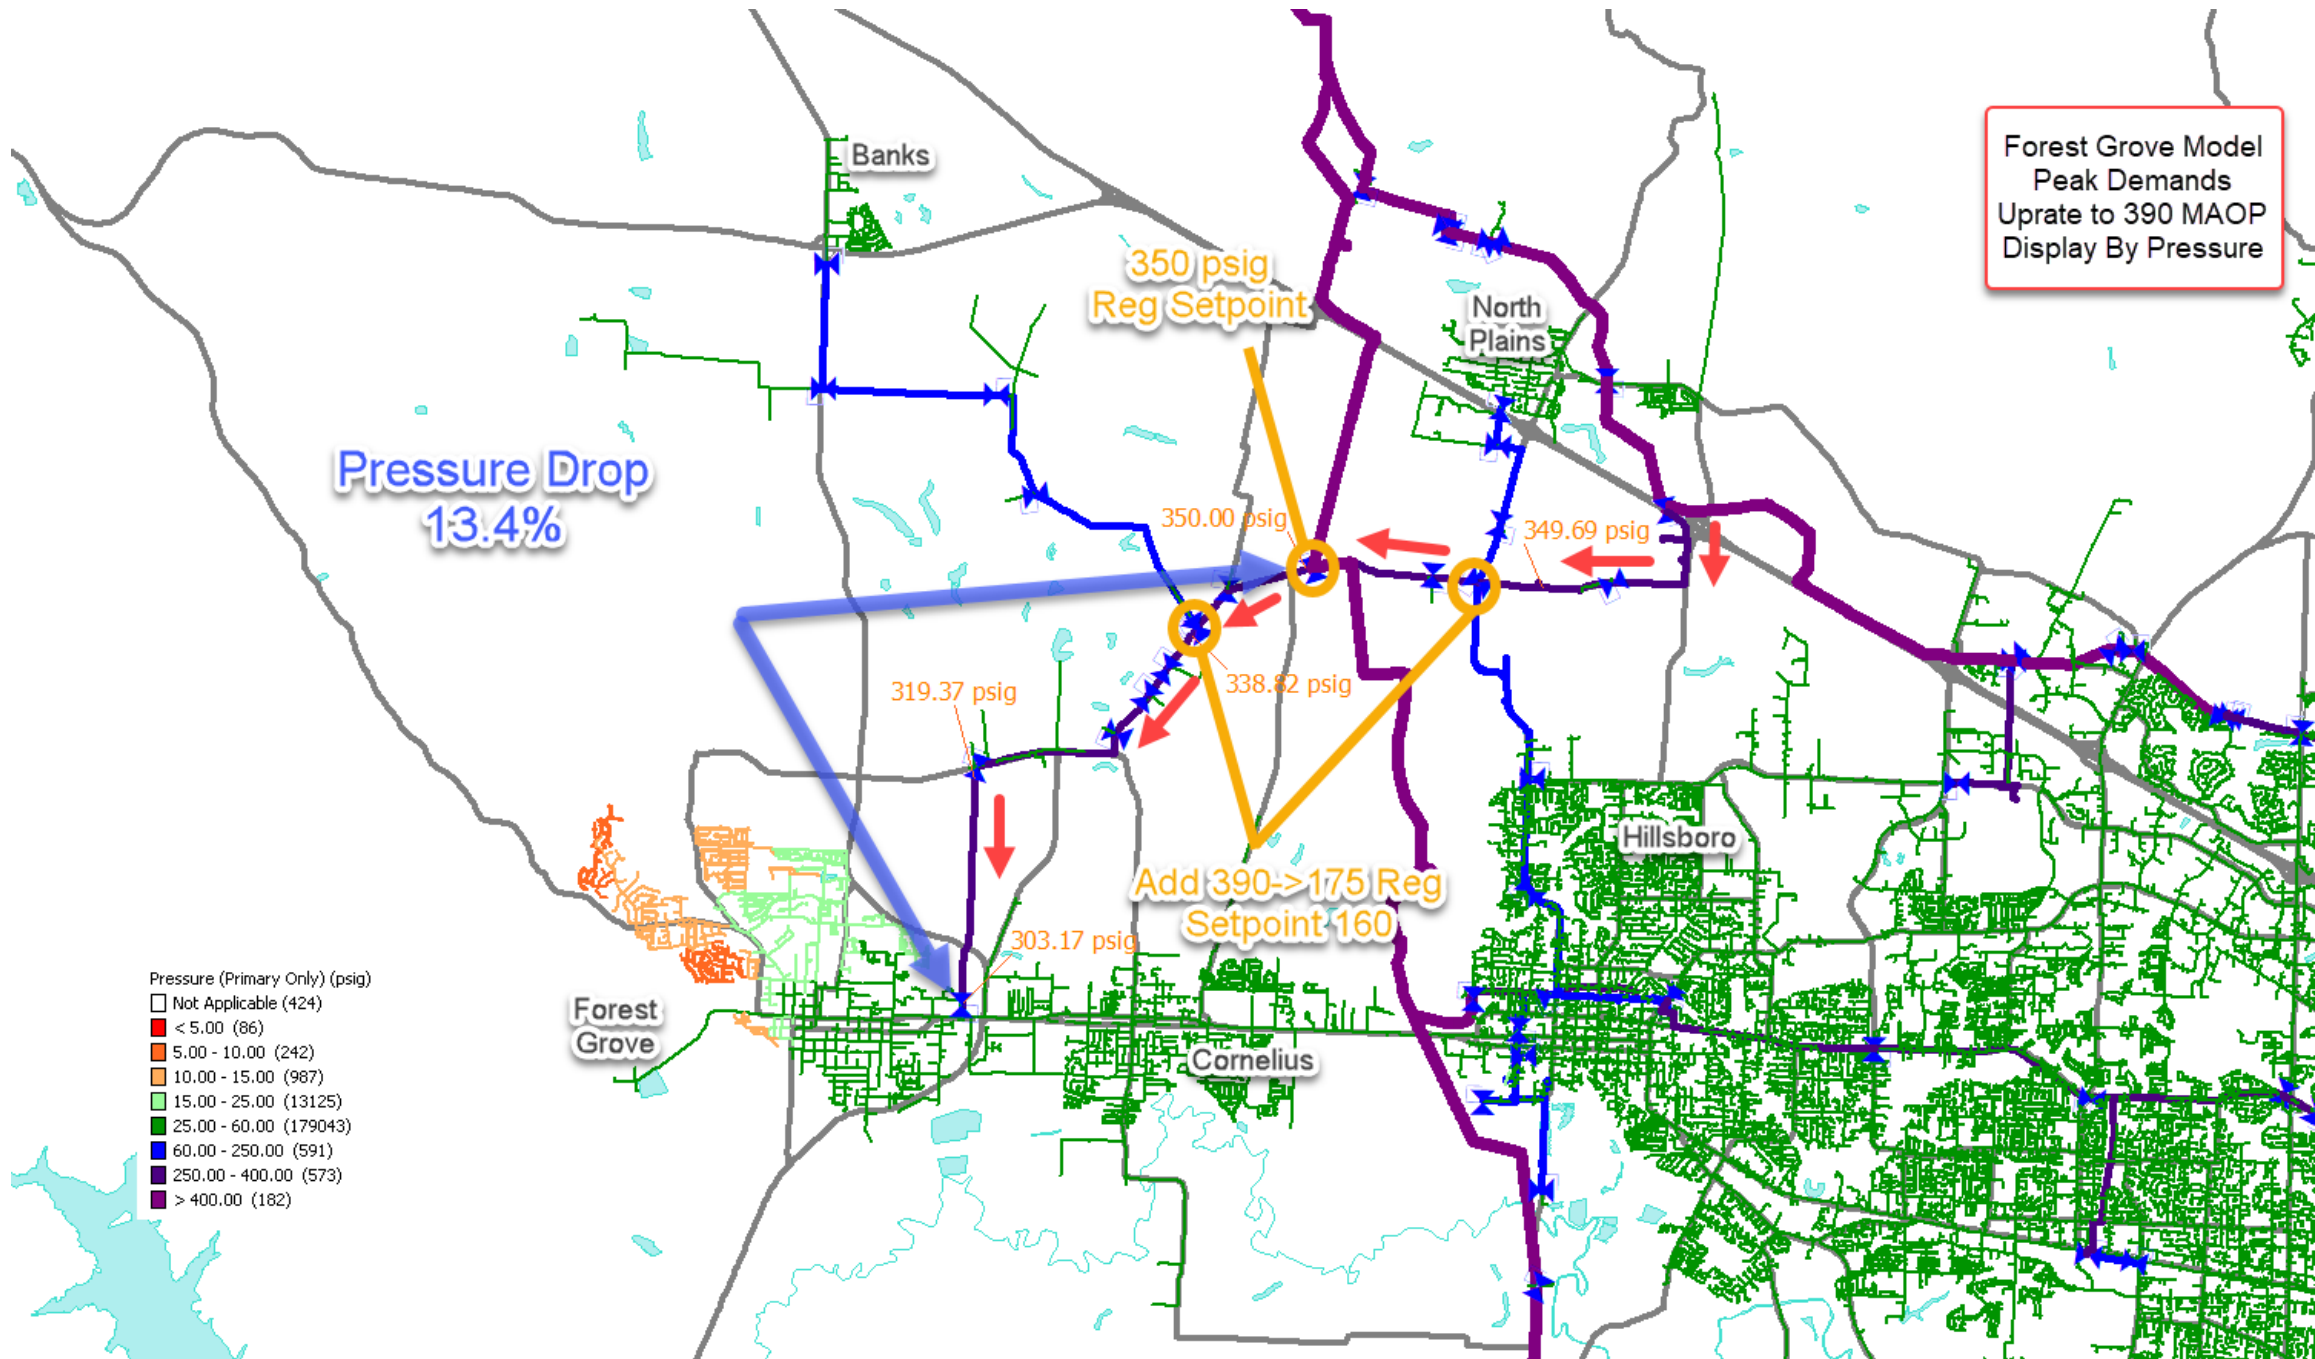 Banks
Forest Grove Model
Peak Demands
Uprate to 390 MAOP
Display By Pressure
350 psig
Reg Setpoint
North
Plains
Pressure Drop
13.4%
350.00 psig
349.69 psig
319.37 psig
338.82 psig
Hillsboro
Add 390->175 Reg
Setpoint 160
303.17 psig
Forest
Grove
Cornelius
Pressure (Primary Only) (psig)
Not Applicable (424)
< 5.00 (86)
5.00 - 10.00 (242)
10.00 - 15.00 (987)
15.00 - 25.00 (13125)
25.00 - 60.00 (179043)
60.00 - 250.00 (591)
250.00 - 400.00 (573)
> 400.00 (182)